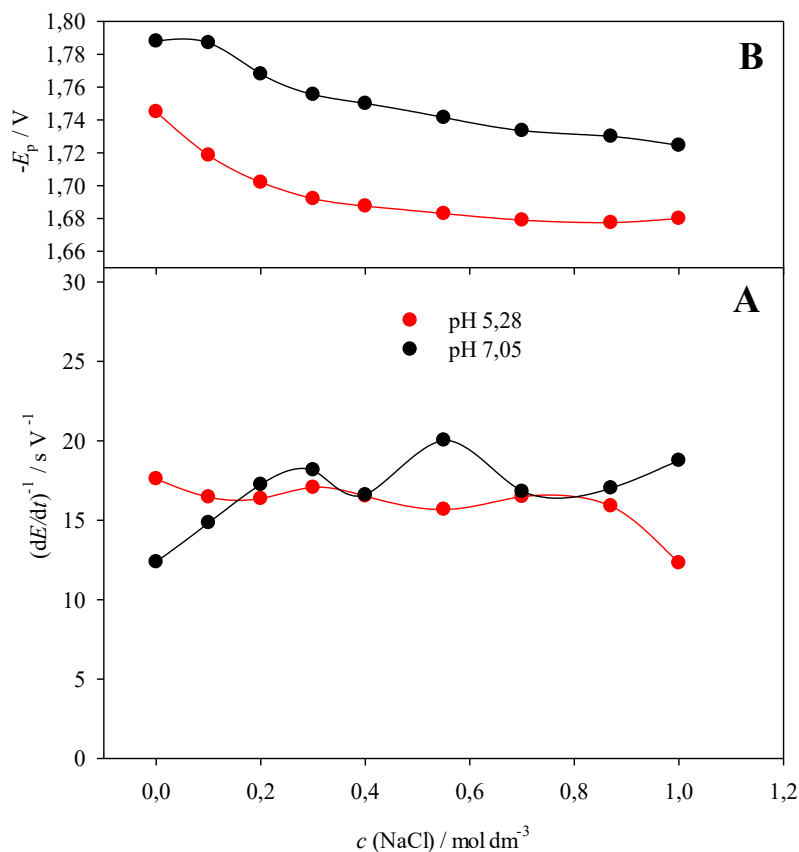 1,80
1,78
1,76
1,74
1,72
1,70
1,68
1,66
-Ep / V
B
30
25
20
15
10
5
0
(dE/dt)-1 / s V-1
A
pH 5,28
pH 7,05
0,0 0,2 0,4 0,6 0,8 1,0 1,2
c (NaCl) / mol dm-3